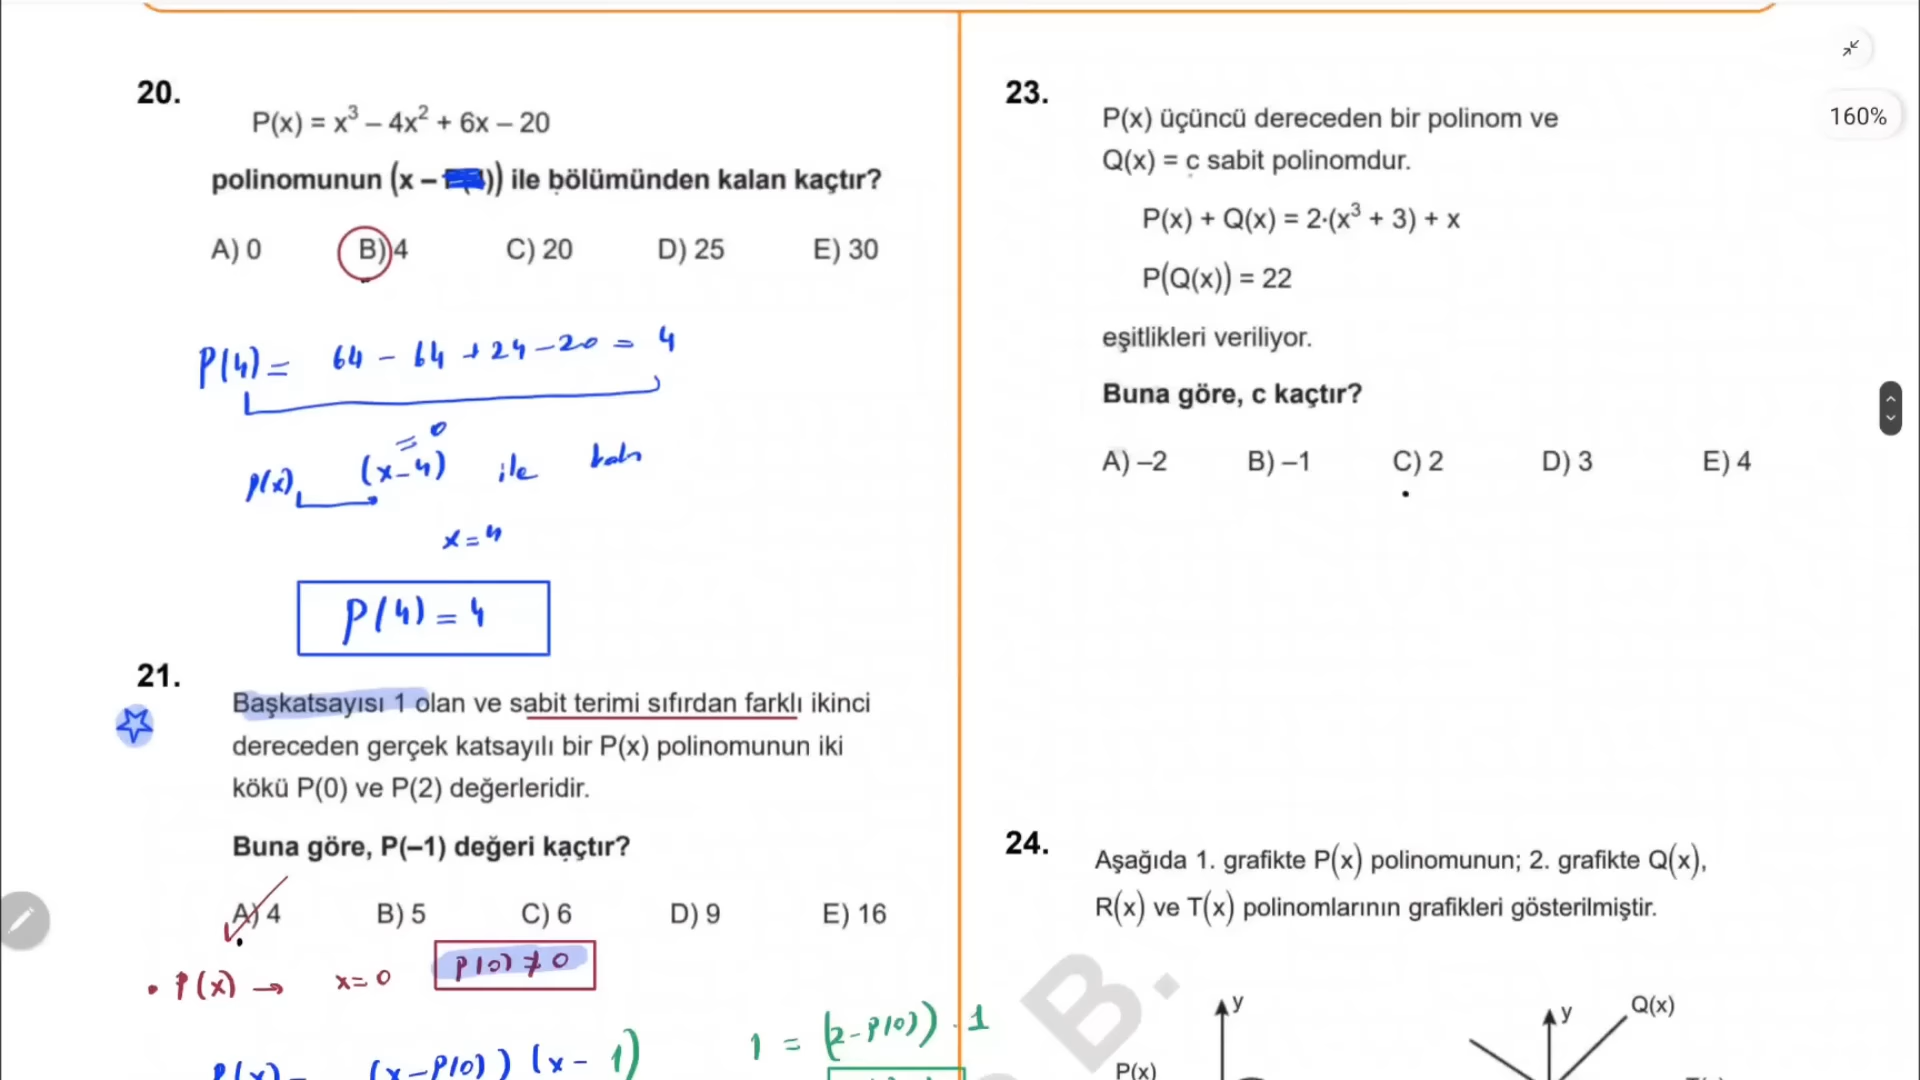 160%
20.
P(x) = x³ – 4x² + 6x – 20
polinomunun (x – )) ile bölümünden kalan kaçtır?
A) 0 B) 4 C) 20 D) 25 E) 30
P(4) = 64 - 64 + 24 - 20 = 4
= 0
P(x) (x-4) ile
x = 4
P(4) = 4
21.
Başkatsayısı 1 olan ve sabit terimi sıfırdan farklı ikinci
dereceden gerçek katsayılı bir P(x) polinomunun iki
kökü P(0) ve P(2) değerleridir.
Buna göre, P(–1) değeri kaçtır?
A) 4 B) 5 C) 6 D) 9 E) 16
• P(x) → x = 0 P(0) ≠ 0
P(x) = (x - P(0)) (x - 1)
1 = (2 - P(0)) . 1
23.
P(x) üçüncü dereceden bir polinom ve
Q(x) = c sabit polinomdur.
P(x) + Q(x) = 2·(x³ + 3) + x
P(Q(x)) = 22
eşitlikleri veriliyor.
Buna göre, c kaçtır?
A) –2 B) –1 C) 2 D) 3 E) 4
24.
Aşağıda 1. grafikte P(x) polinomunun; 2. grafikte Q(x),
R(x) ve T(x) polinomlarının grafikleri gösterilmiştir.
B.
y
P(x)
y
Q(x)